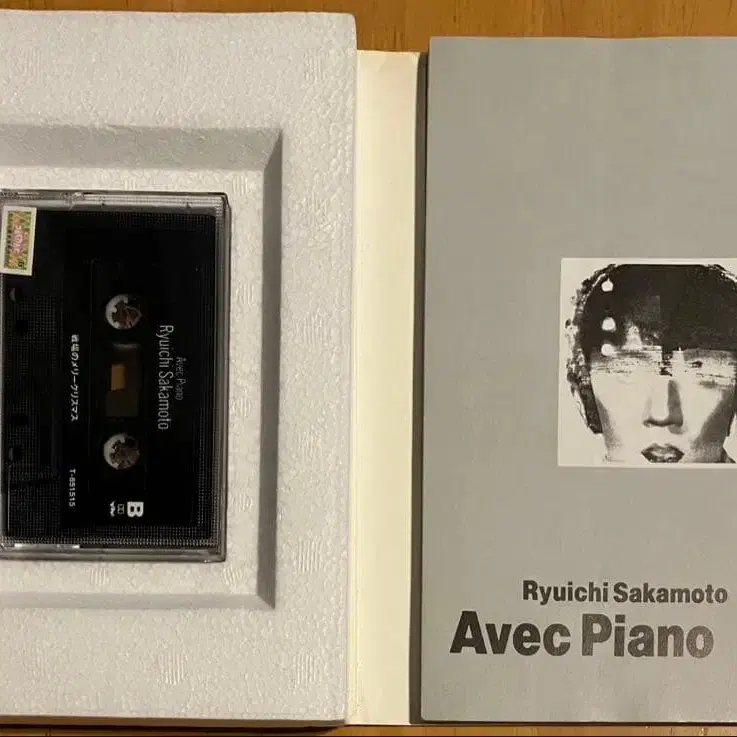 Avec Piano
Ryuichi Sakamoto
戦場のメリークリスマス
T-851515
B
Ryuichi Sakamoto
Avec Piano